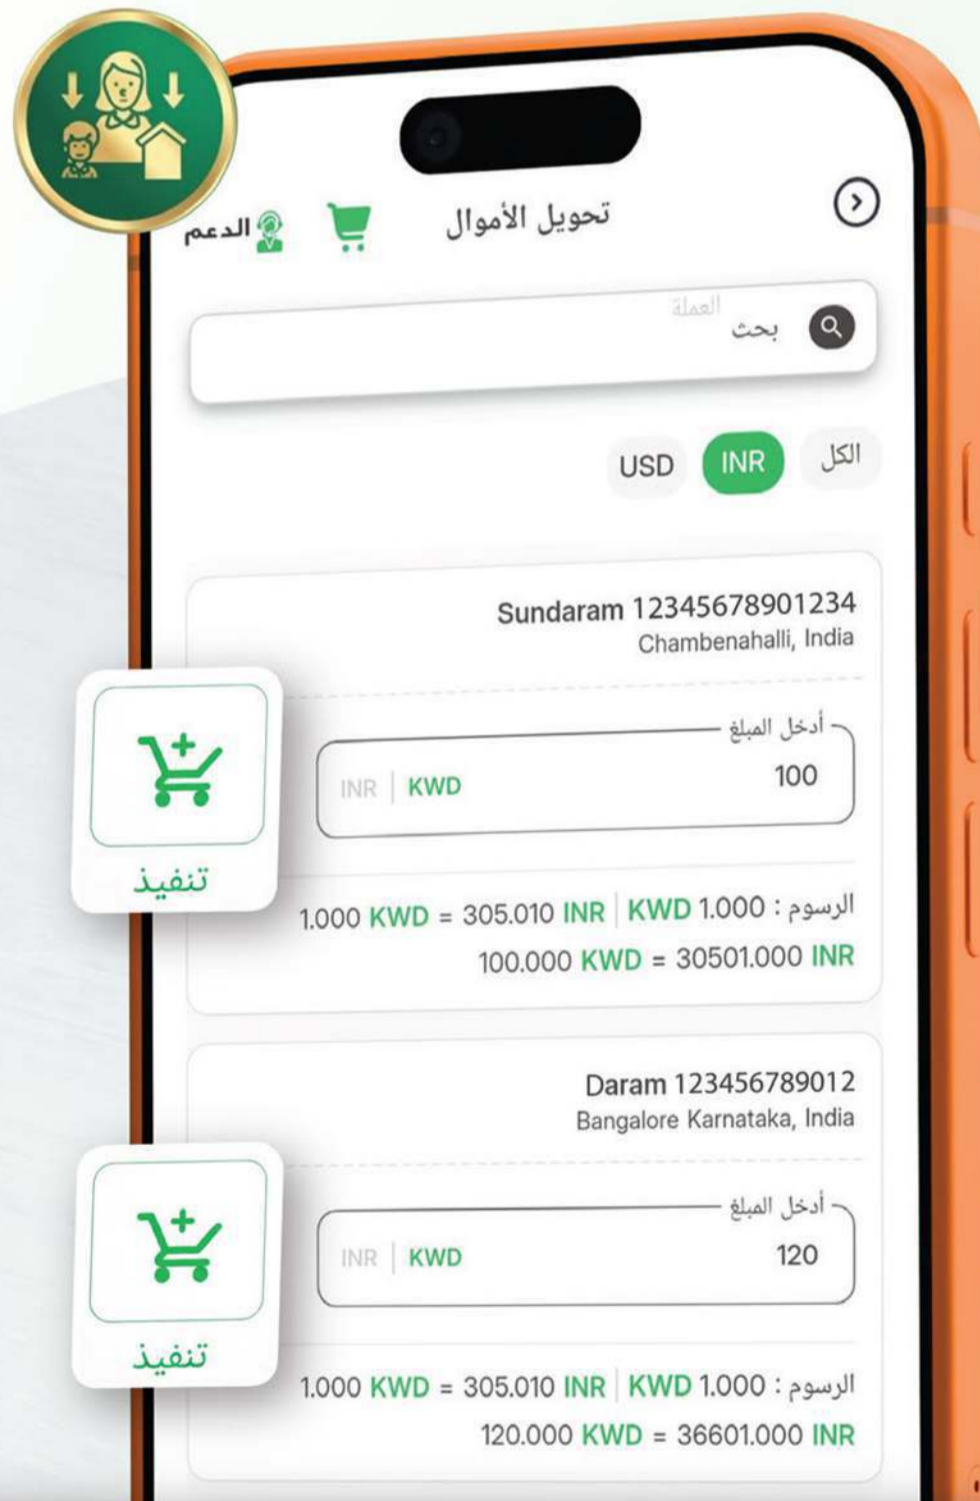 تحويل الأموال الدعم
العملة
بحث
الكل INR USD
Sundaram 12345678901234
Chambenahalli, India
أدخل المبلغ
100 INR | KWD
تنفيذ
1.000 KWD = 305.010 INR | KWD 1.000 : الرسوم
100.000 KWD = 30501.000 INR
Daram 123456789012
Bangalore Karnataka, India
أدخل المبلغ
120 INR | KWD
تنفيذ
1.000 KWD = 305.010 INR | KWD 1.000 : الرسوم
120.000 KWD = 36601.000 INR